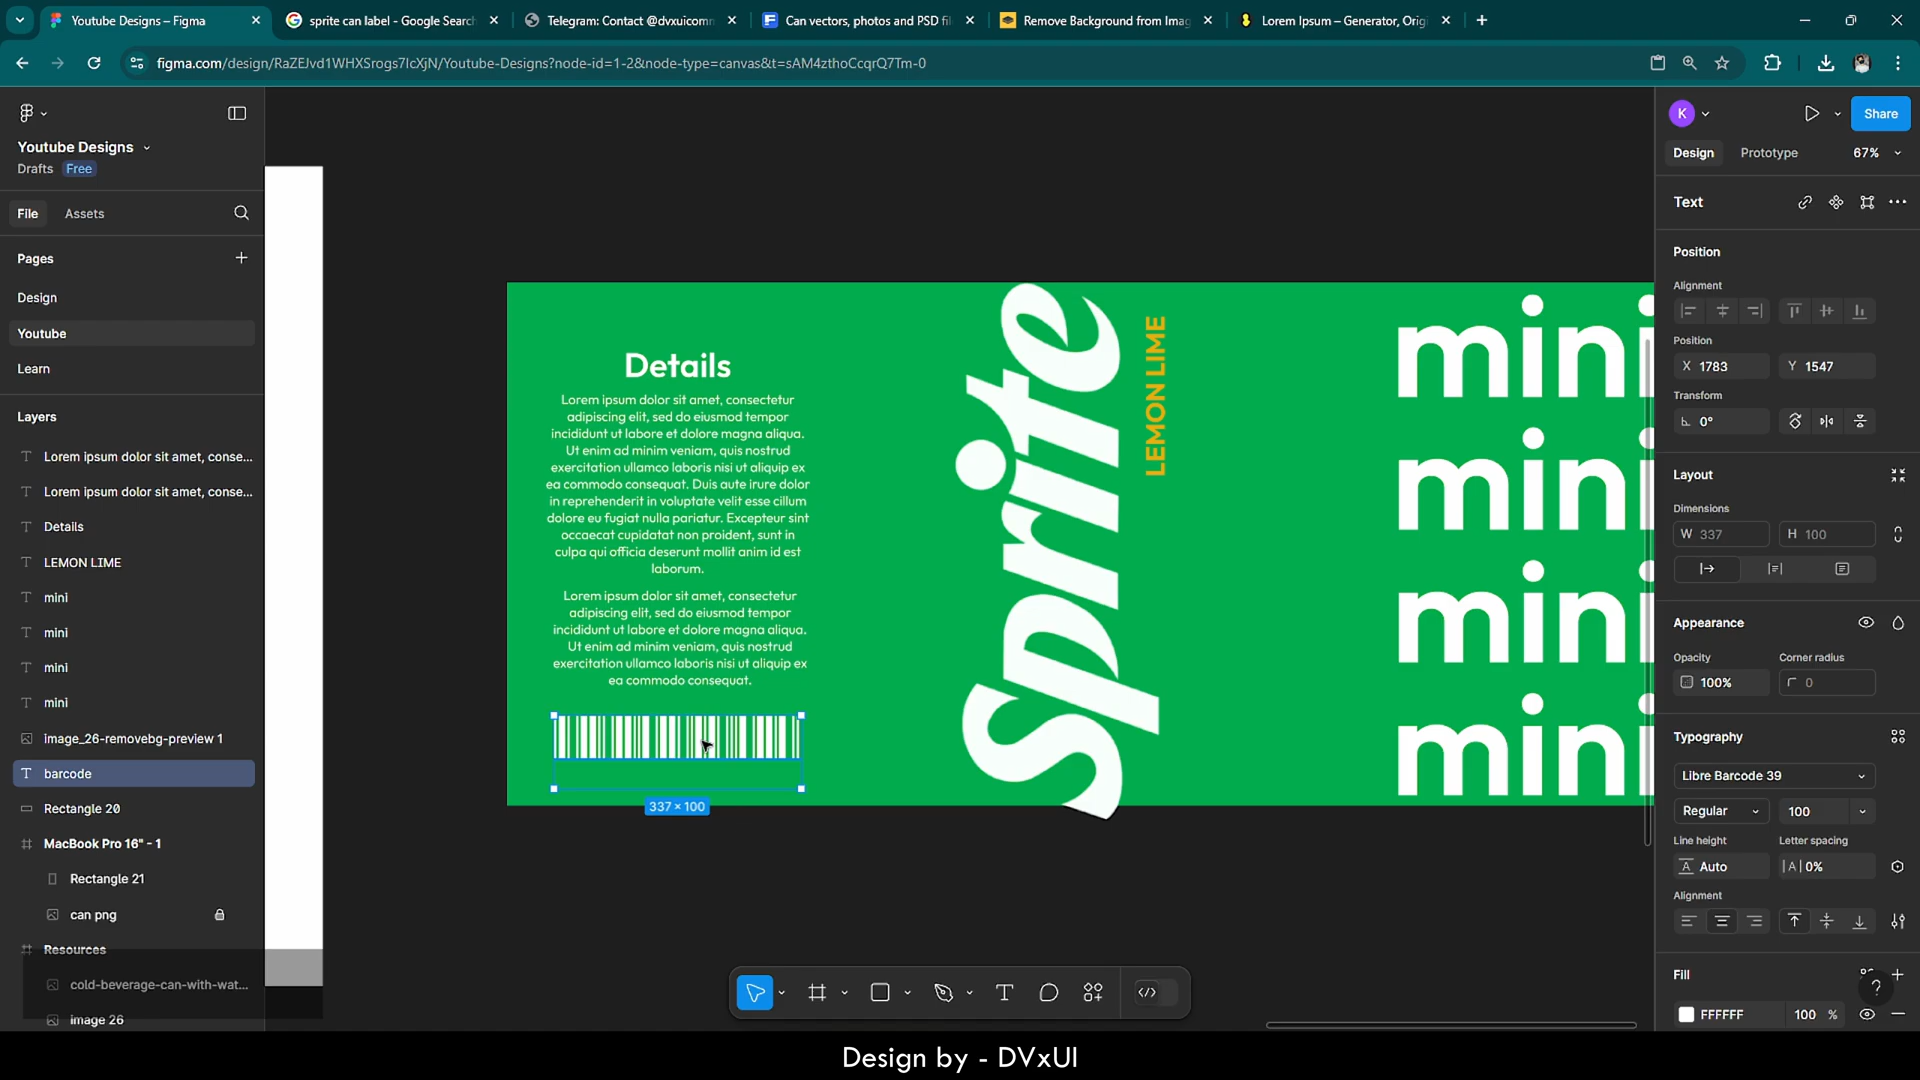 Youtube Designs – Figma
sprite can label - Google Search
Telegram: Contact @dvxuicomm
Can vectors, photos and PSD fil
Remove Background from Imag
Lorem Ipsum – Generator, Origi
figma.com/design/RaZEJvd1WHXSrogs7IcXjN/Youtube-Designs?node-id=1-2&node-type=canvas&t=sAM4zthoCcqrQ7Tm-0
Youtube Designs
Drafts Free
File Assets
Pages
Design
Youtube
Learn
Layers
Lorem ipsum dolor sit amet, conse...
Lorem ipsum dolor sit amet, conse...
Details
LEMON LIME
mini
mini
mini
mini
image_26-removebg-preview 1
barcode
Rectangle 20
MacBook Pro 16" - 1
Rectangle 21
can png
Resources
cold-beverage-can-with-wat...
image 26
Details
Lorem ipsum dolor sit amet, consectetur
adipiscing elit, sed do eiusmod tempor
incididunt ut labore et dolore magna aliqua.
Ut enim ad minim veniam, quis nostrud
exercitation ullamco laboris nisi ut aliquip ex
ea commodo consequat. Duis aute irure dolor
in reprehenderit in voluptate velit esse cillum
dolore eu fugiat nulla pariatur. Excepteur sint
occaecat cupidatat non proident, sunt in
culpa qui officia deserunt mollit anim id est
laborum.
Lorem ipsum dolor sit amet, consectetur
adipiscing elit, sed do eiusmod tempor
incididunt ut labore et dolore magna aliqua.
Ut enim ad minim veniam, quis nostrud
exercitation ullamco laboris nisi ut aliquip ex
ea commodo consequat.
337 × 100
Sprite
LEMON LIME
mini
mini
mini
mini
K
Share
Design Prototype 67%
Text
Position
Alignment
Position
X 1783 Y 1547
Transform
0°
Layout
Dimensions
W 337 H 100
Appearance
Opacity Corner radius
100% 0
Typography
Libre Barcode 39
Regular 100
Line height Letter spacing
Auto |A| 0%
Alignment
Fill
?
FFFFFF 100 %
Design by - DVxUI